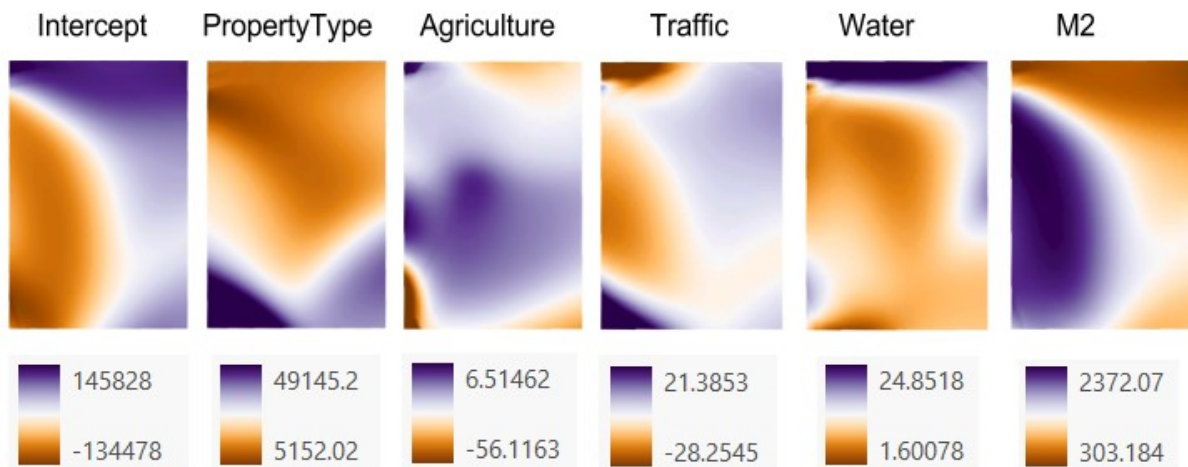 Intercept PropertyType Agriculture Traffic Water M2
145828 49145.2 6.51462 21.3853 24.8518 2372.07
-134478 5152.02 -56.1163 -28.2545 1.60078 303.184